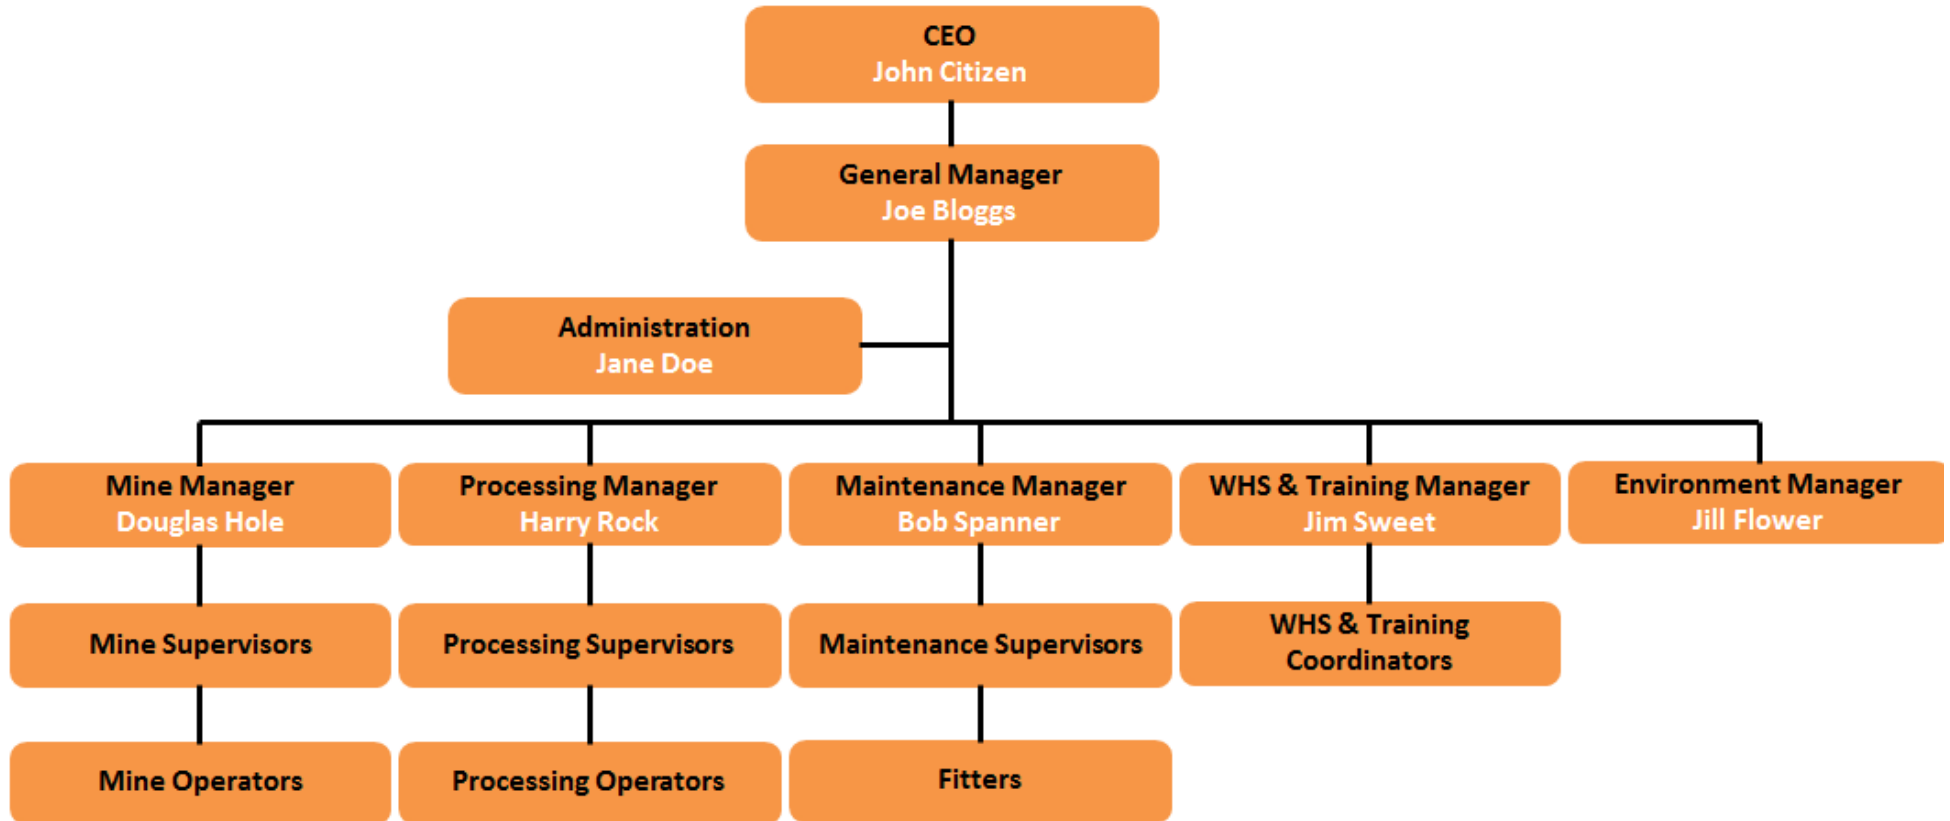 CEO
John Citizen
General Manager
Joe Bloggs
Administration
Jane Doe
Mine Manager
Douglas Hole
Processing Manager
Harry Rock
Maintenance Manager
Bob Spanner
WHS & Training Manager
Jim Sweet
Environment Manager
Jill Flower
Mine Supervisors
Processing Supervisors
Maintenance Supervisors
WHS & Training
Coordinators
Mine Operators
Processing Operators
Fitters